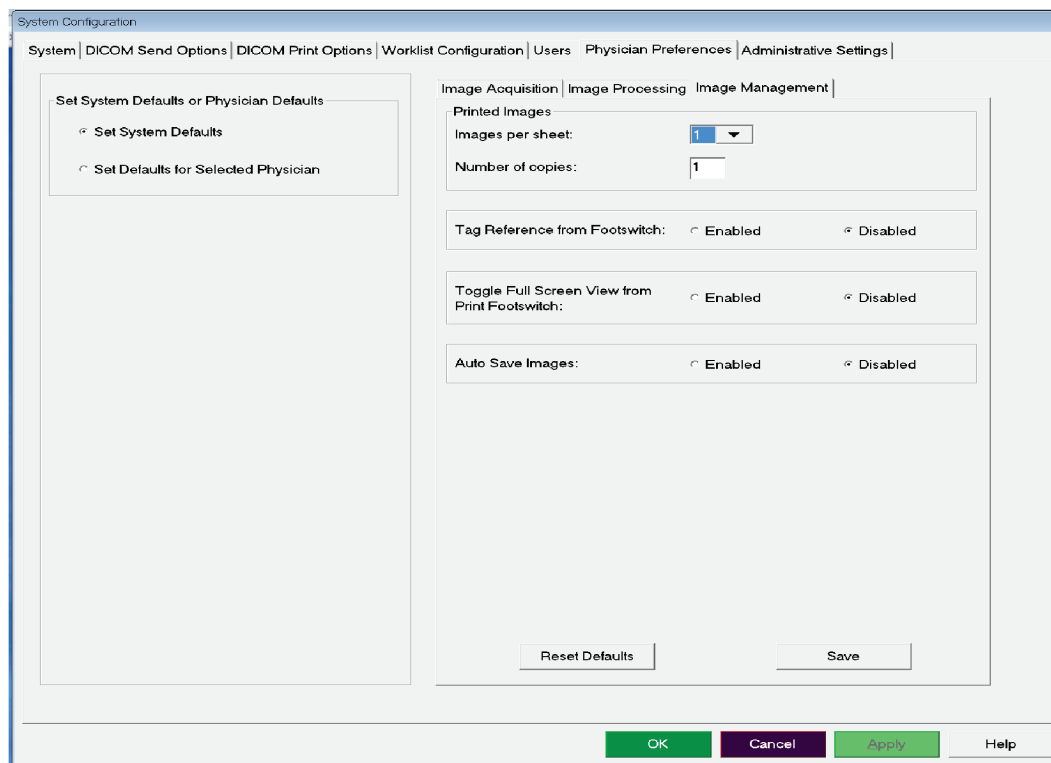 System Configuration
System DICOM Send Options DICOM Print Options Worklist Configuration Users Physician Preferences Administrative Settings
Set System Defaults or Physician Defaults
Set System Defaults
Set Defaults for Selected Physician
Image Acquisition Image Processing Image Management
Printed Images
Images per sheet: 1
Number of copies: 1
Tag Reference from Footswitch: Enabled Disabled
Toggle Full Screen View from
Print Footswitch: Enabled Disabled
Auto Save Images: Enabled Disabled
Reset Defaults Save
OK Cancel Apply Help